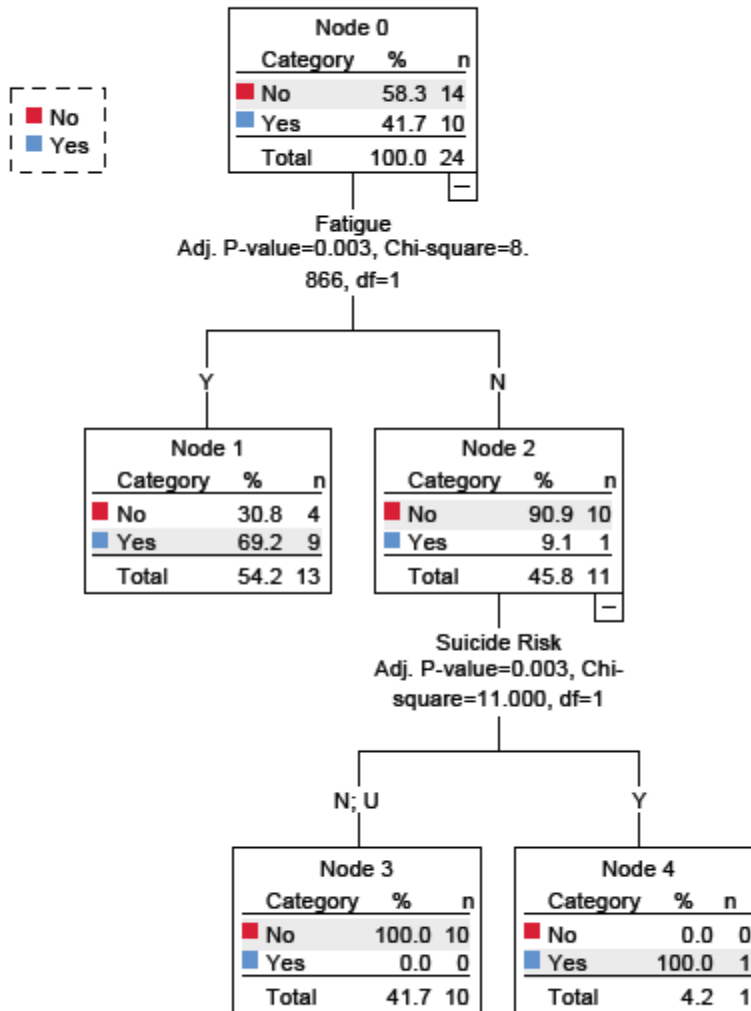 No
Yes
Node 0
Category % n
No 58.3 14
Yes 41.7 10
Total 100.0 24
Fatigue
Adj. P-value=0.003, Chi-square=8.
866, df=1
Y
N
Node 1
Category % n
No 30.8 4
Yes 69.2 9
Total 54.2 13
Node 2
Category % n
No 90.9 10
Yes 9.1 1
Total 45.8 11
Suicide Risk
Adj. P-value=0.003, Chi-
square=11.000, df=1
N; U
Y
Node 3
Category % n
No 100.0 10
Yes 0.0 0
Total 41.7 10
Node 4
Category % n
No 0.0 0
Yes 100.0 1
Total 4.2 1